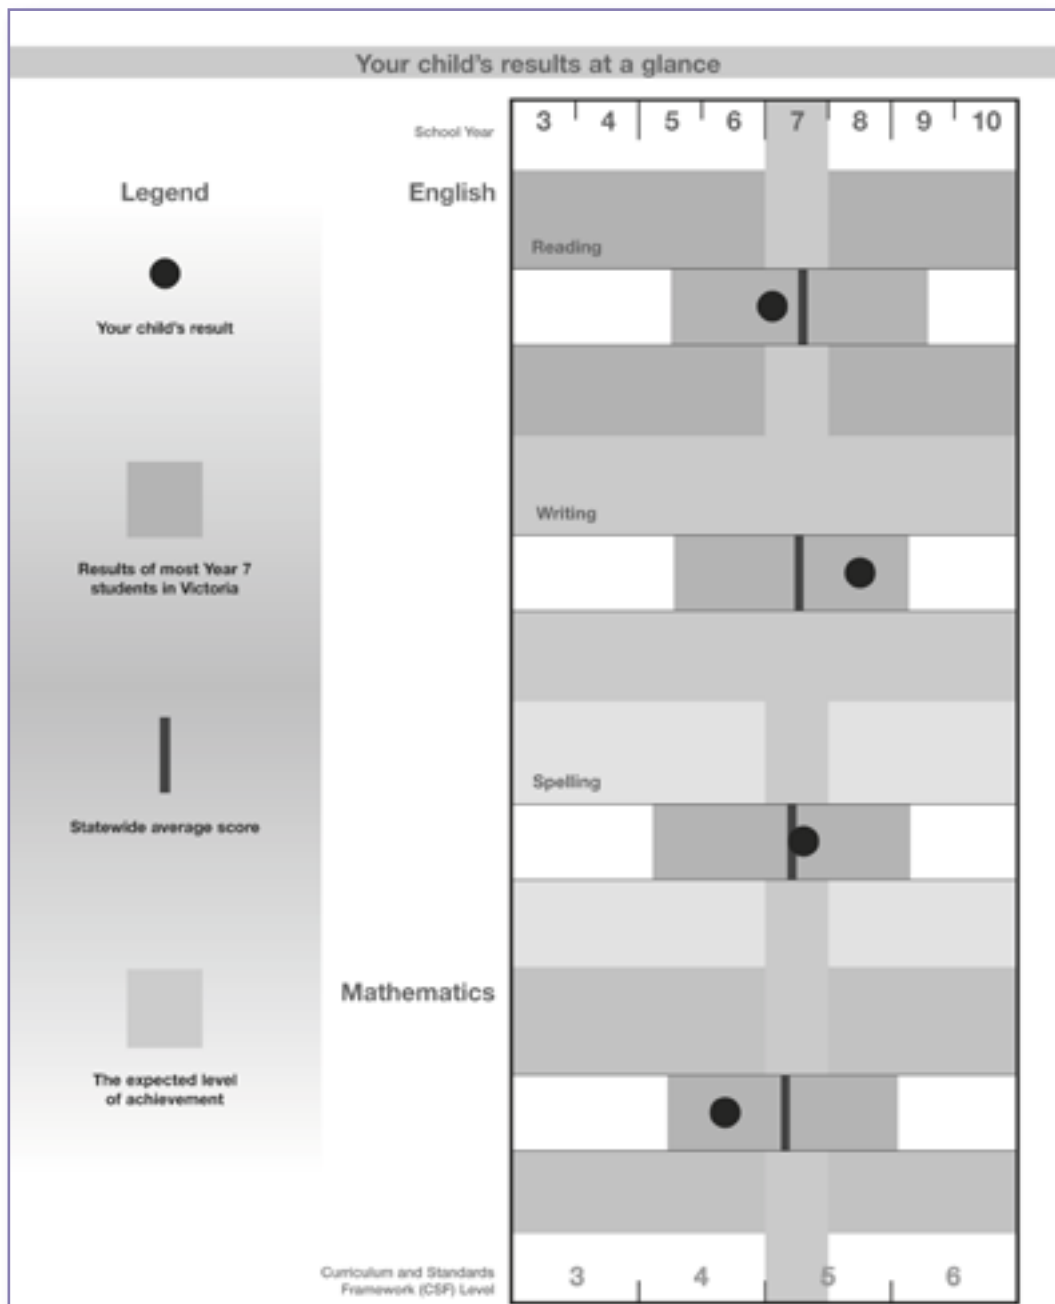 Your child's results at a glance
School Year
3 4 5 6 7 8 9 10
Legend
English
Reading
Your child's result
Writing
Results of most Year 7
students in Victoria
Spelling
Statewide average score
Mathematics
The expected level
of achievement
Curriculum and Standards
Framework (CSF) Level
3 4 5 6